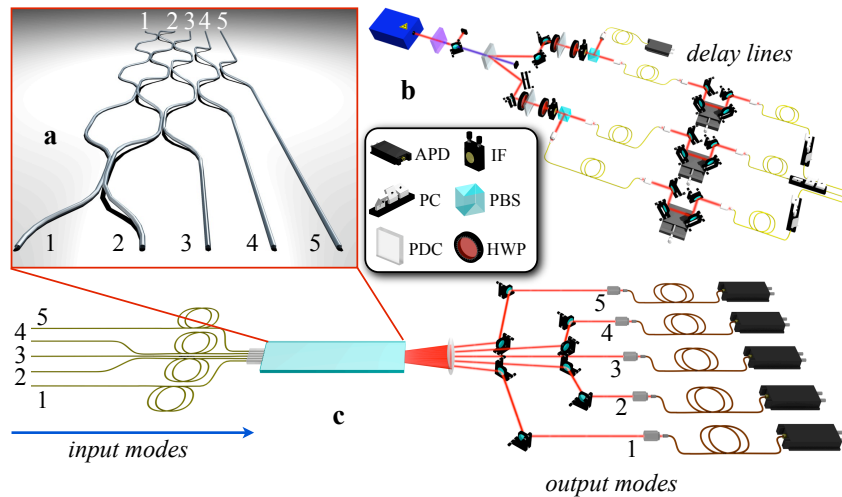 1 2 3 4 5
a
1 2 3 4 5
b
delay lines
APD IF
PC PBS
PDC HWP
5
4
3
2
1
input modes
c
5
4
3
2
1
output modes